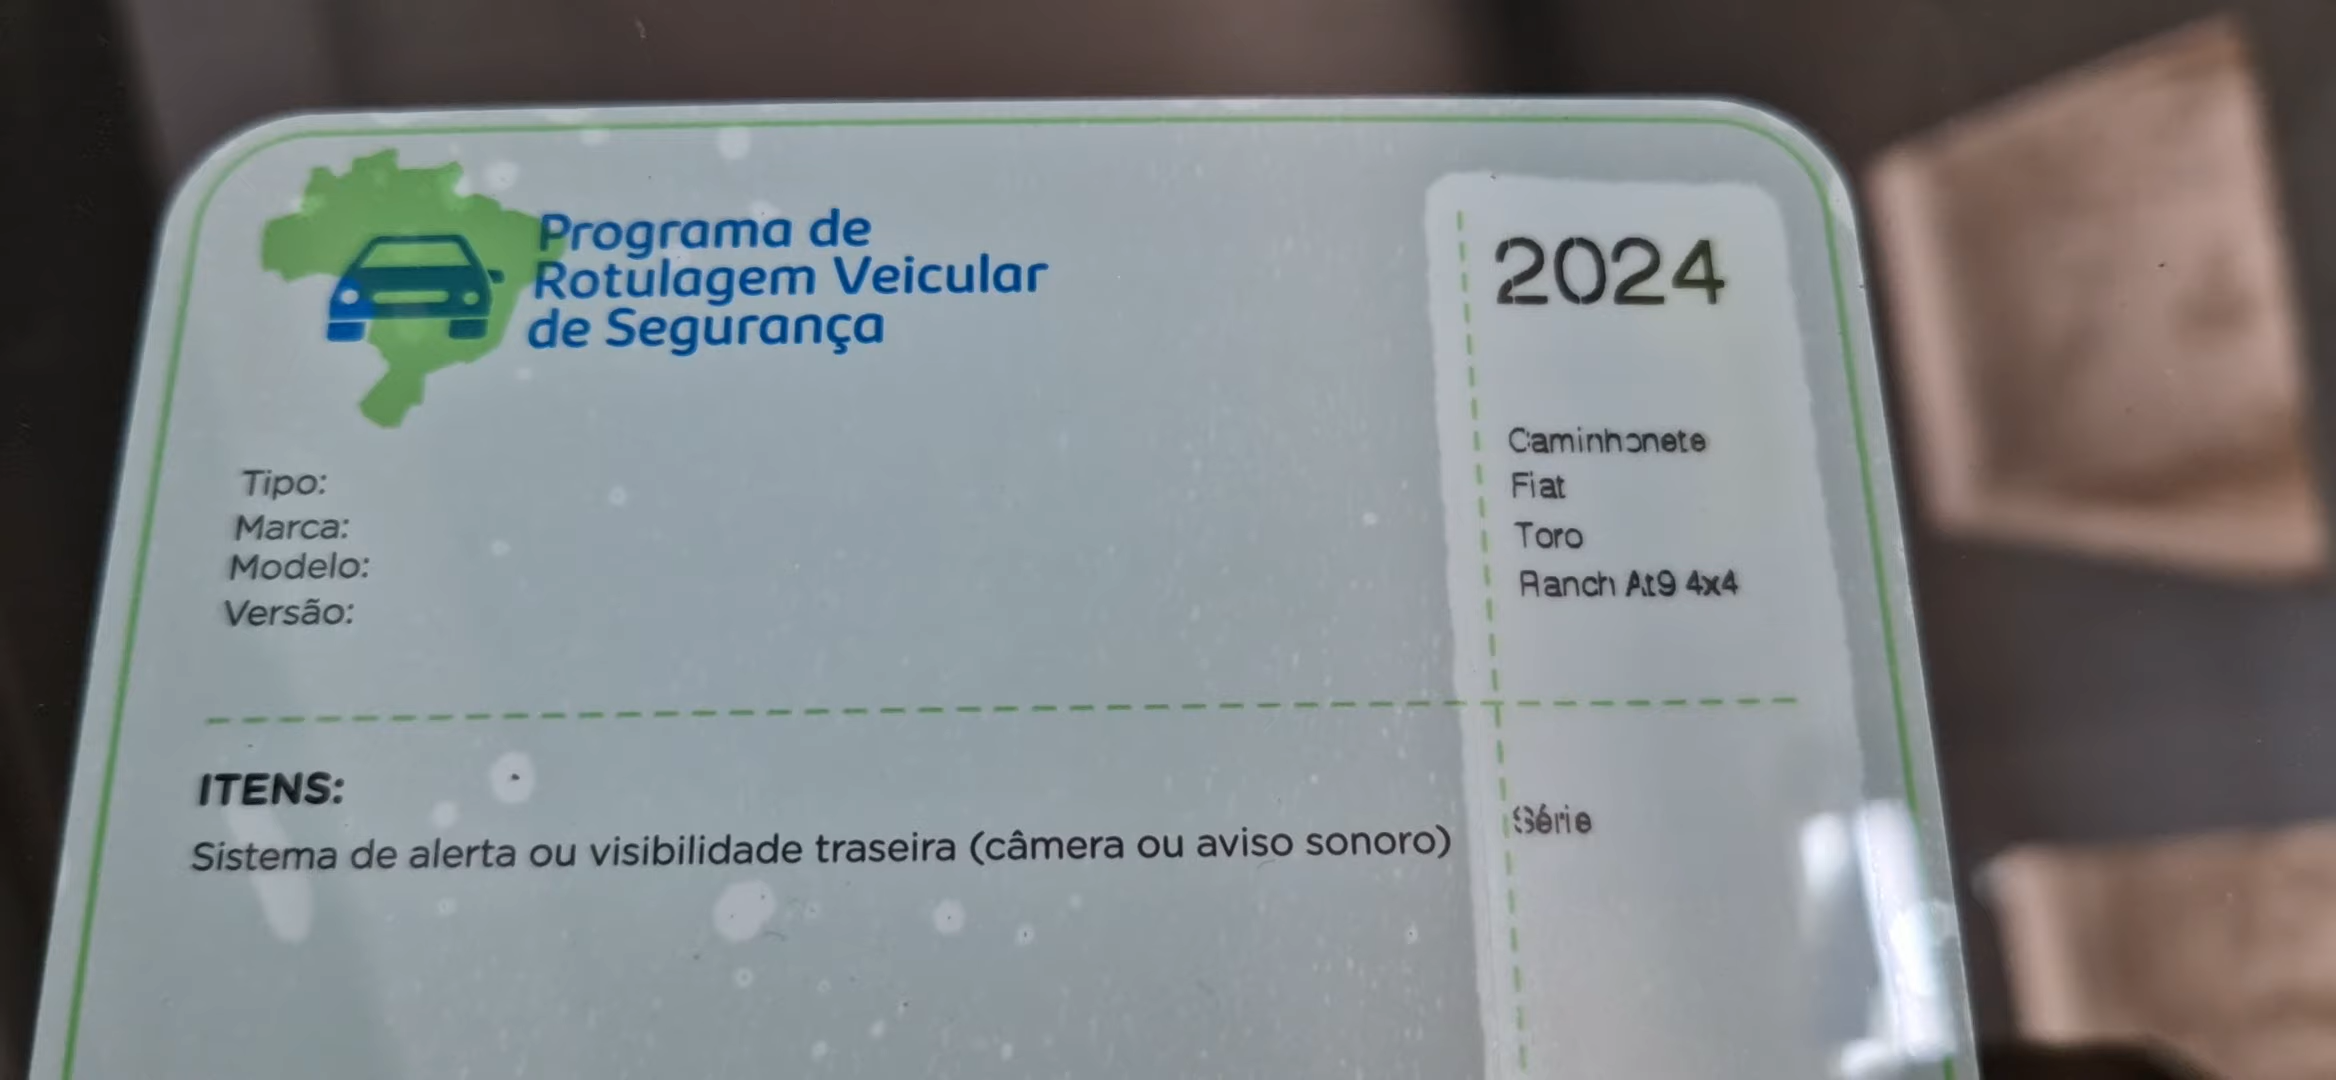 Programa de
Rotulagem Veicular
de Segurança
2024
Tipo: Caminhonete
Marca: Fiat
Modelo: Toro
Versão: Ranch At9 4x4
ITENS:
Sistema de alerta ou visibilidade traseira (câmera ou aviso sonoro) Série